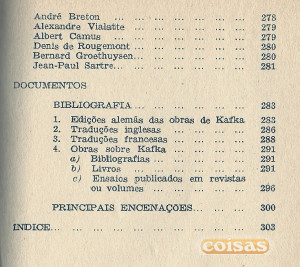 André Breton ... ... ... ... ... ... ... 278
Alexandre Vialatte ... ... ... ... ... 279
Albert Camus ... ... ... ... ... ... ... 279
Denis de Rougemont ... ... ... ... ... 280
Bernard Groethuysen ... ... ... ... ... 280
Jean-Paul Sartre ... ... ... ... ... ... 281
DOCUMENTOS
BIBLIOGRAFIA ... ... ... ... ... ... 283
1. Edições alemãs das obras de Kafka 283
2. Traduções inglesas ... ... ... ... 286
3. Traduções francesas ... ... ... ... 288
4. Obras sobre Kafka ... ... ... ... 291
a) Bibliografias ... ... ... ... ... 291
b) Livros ... ... ... ... ... ... 291
c) Ensaios publicados em revistas
ou volumes ... ... ... ... ... 296
PRINCIPAIS ENCENAÇÕES ... ... ... 300
INDICE ... ... ... ... ... ... ... ... ... 303
coisas